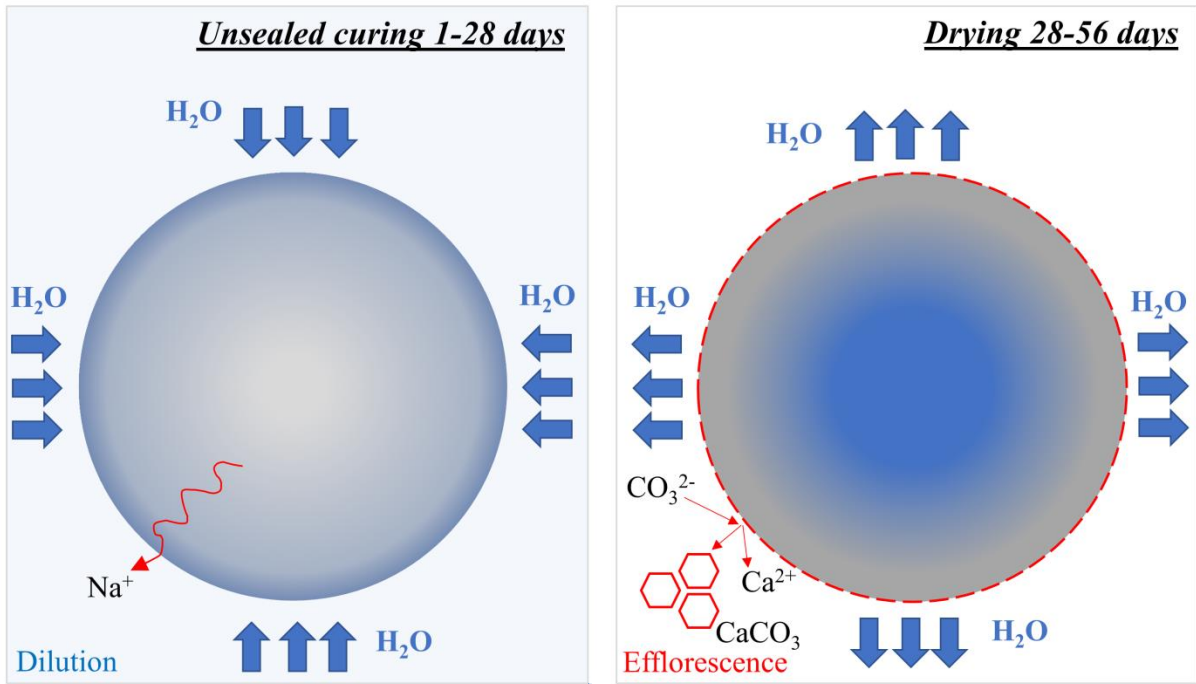 Unsealed curing 1-28 days
H₂O
H₂O
H₂O
Na⁺
H₂O
Dilution
Drying 28-56 days
H₂O
H₂O
H₂O
CO₃²⁻
Ca²⁺
CaCO₃
H₂O
Efflorescence